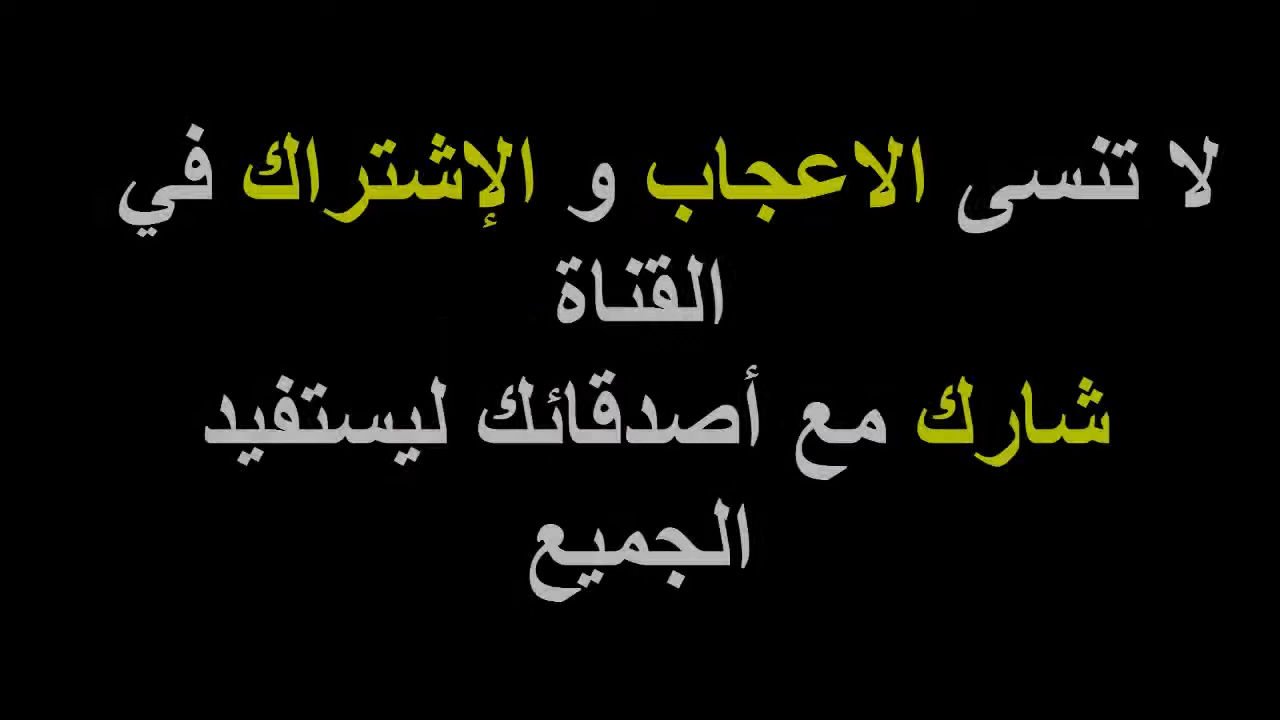 لا تنسى الاعجاب و الإشتراك في
القناة
شارك مع أصدقائك ليستفيد
الجميع